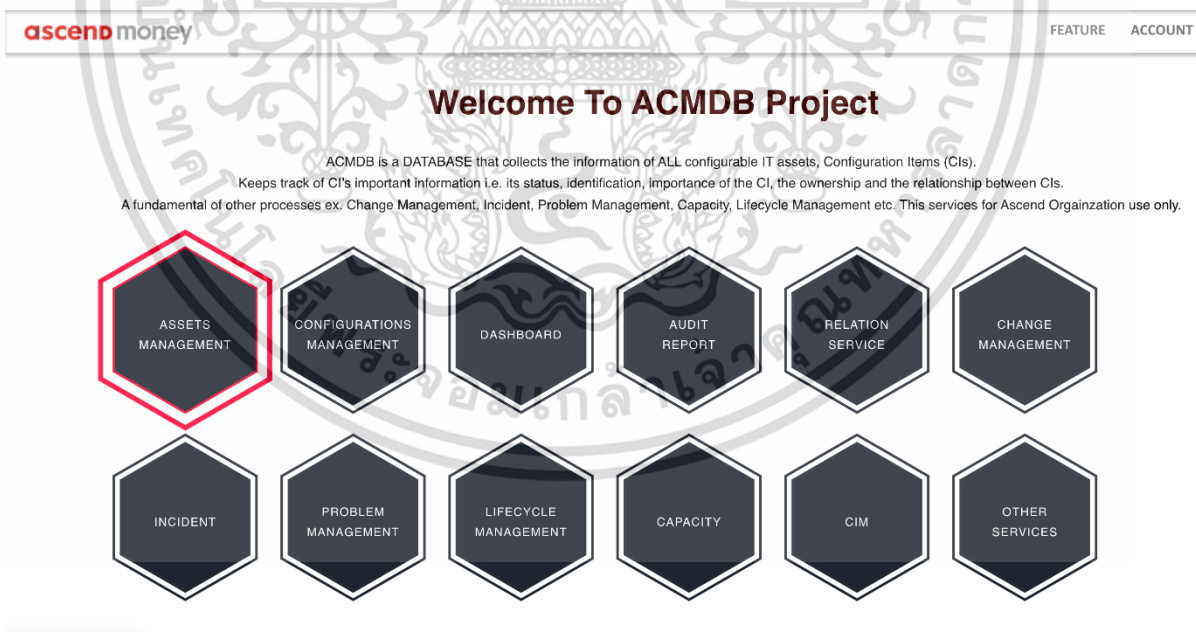 ascend money
FEATURE ACCOUNT
Welcome To ACMDB Project
ACMDB is a DATABASE that collects the information of ALL configurable IT assets, Configuration Items (CIs).
Keeps track of CI's important information i.e. its status, identification, importance of the CI, the ownership and the relationship between CIs.
A fundamental of other processes ex. Change Management, Incident, Problem Management, Capacity, Lifecycle Management etc. This services for Ascend Orgainzation use only.
ASSETS
MANAGEMENT
CONFIGURATIONS
MANAGEMENT
DASHBOARD
AUDIT
REPORT
RELATION
SERVICE
CHANGE
MANAGEMENT
INCIDENT
PROBLEM
MANAGEMENT
LIFECYCLE
MANAGEMENT
CAPACITY
CIM
OTHER
SERVICES